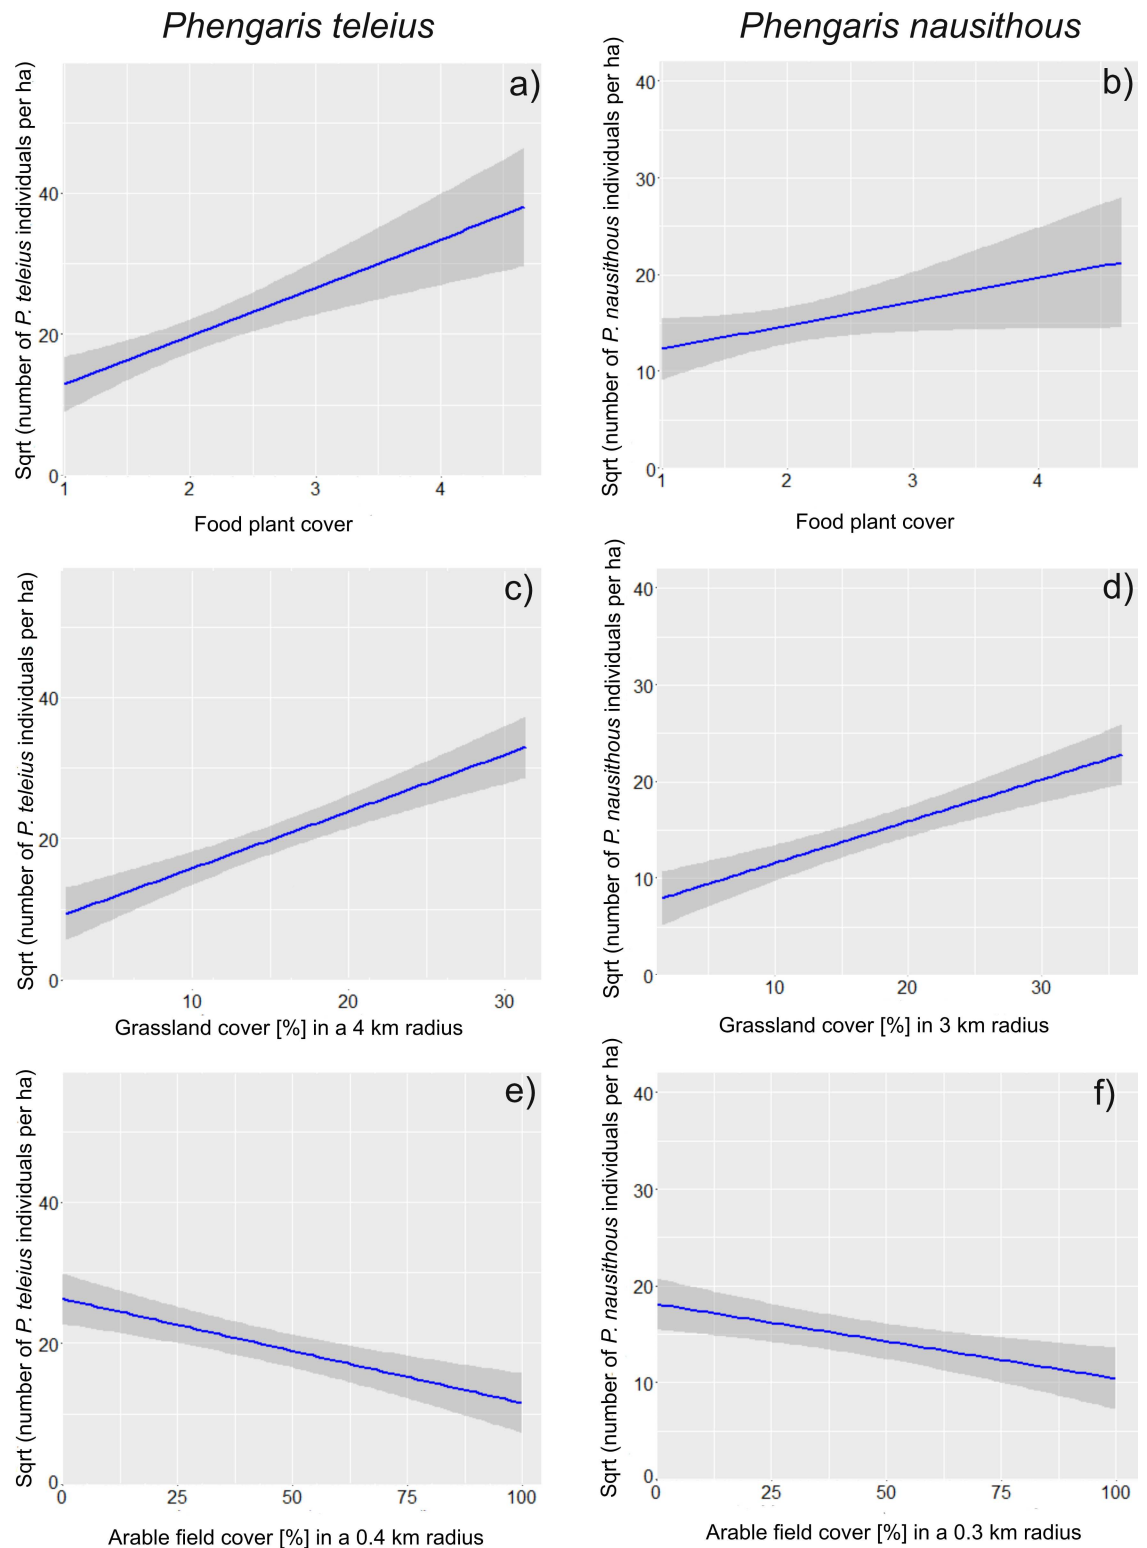 Phengaris teleius
Phengaris nausithous
a)
Sqrt (number of P. teleius individuals per ha)
40
20
0
1 2 3 4
Food plant cover
b)
Sqrt (number of P. nausithous individuals per ha)
40
30
20
10
0
1 2 3 4
Food plant cover
c)
Sqrt (number of P. teleius individuals per ha)
40
20
0
10 20 30
Grassland cover [%] in a 4 km radius
d)
Sqrt (number of P. nausithous individuals per ha)
40
30
20
10
0
10 20 30
Grassland cover [%] in 3 km radius
e)
Sqrt (number of P. teleius individuals per ha)
40
20
0
0 25 50 75 100
Arable field cover [%] in a 0.4 km radius
f)
Sqrt (number of P. nausithous individuals per ha)
40
30
20
10
0
0 25 50 75 100
Arable field cover [%] in a 0.3 km radius